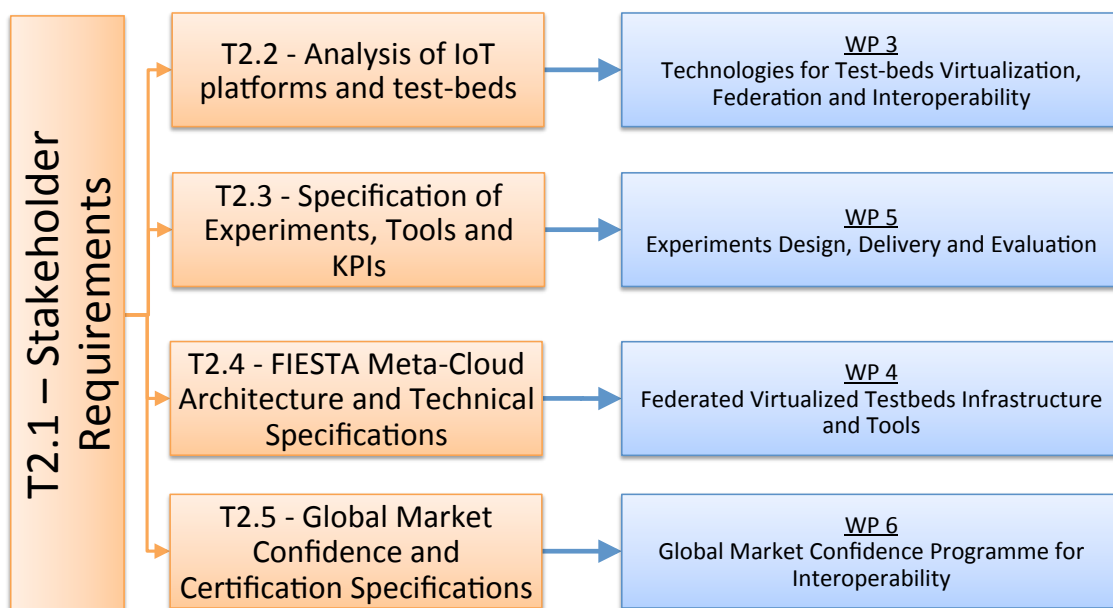 T2.1 – Stakeholder
Requirements
T2.2 - Analysis of IoT
platforms and test-beds
WP 3
Technologies for Test-beds Virtualization,
Federation and Interoperability
T2.3 - Specification of
Experiments, Tools and
KPIs
WP 5
Experiments Design, Delivery and Evaluation
T2.4 - FIESTA Meta-Cloud
Architecture and Technical
Specifications
WP 4
Federated Virtualized Testbeds Infrastructure
and Tools
T2.5 - Global Market
Confidence and
Certification Specifications
WP 6
Global Market Confidence Programme for
Interoperability